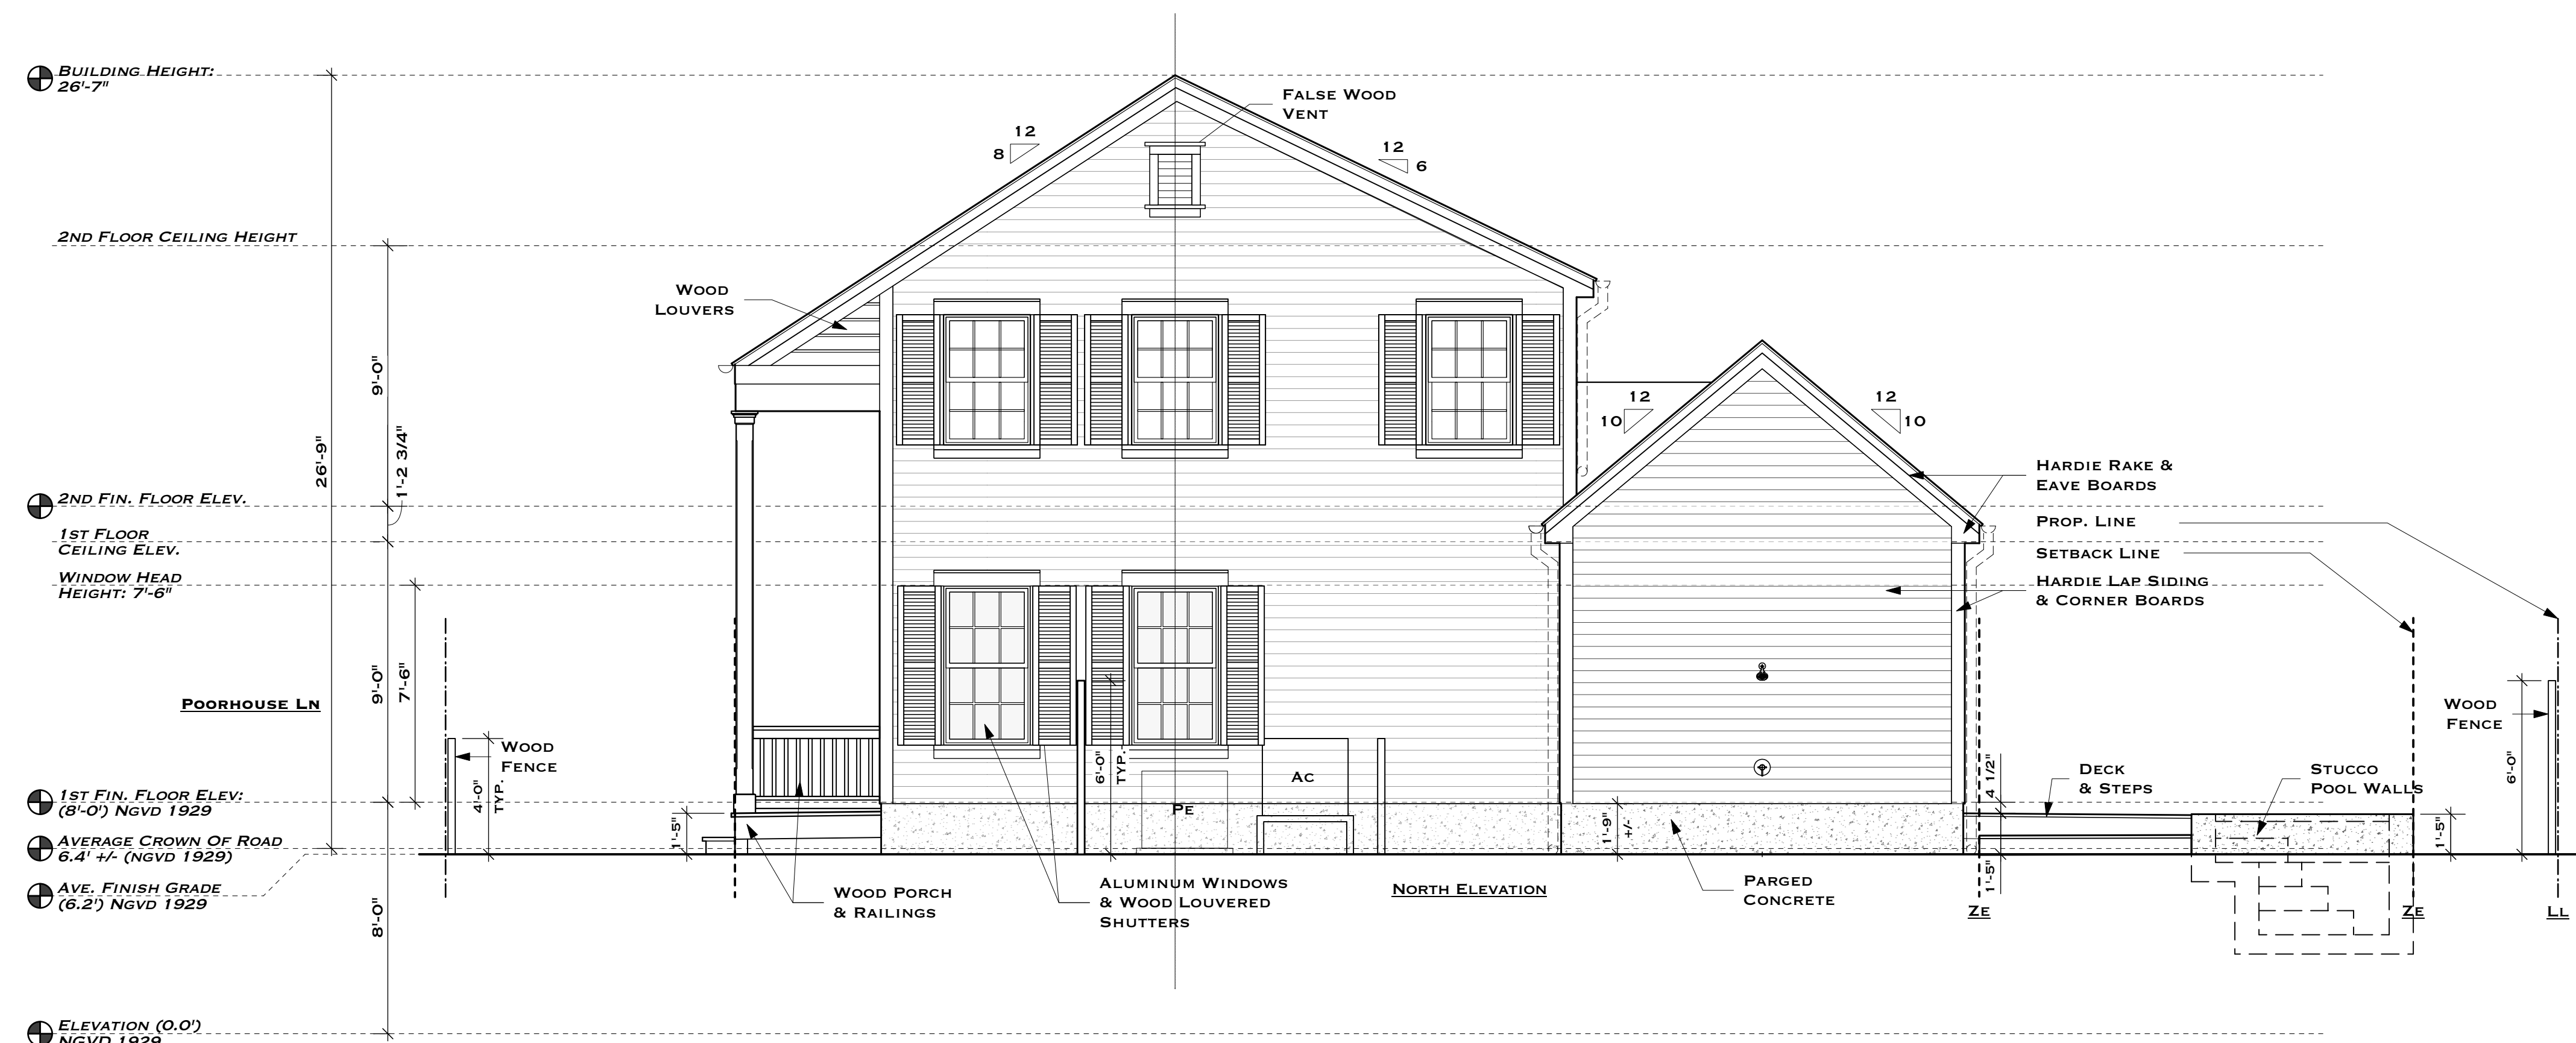 Building Height:
26'-7"
False Wood
Vent
12
8
12
6
2nd Floor Ceiling Height
Wood
Louvers
9'-0"
26'-9"
1'-2 3/4"
12
10
12
10
Hardie Rake &
Eave Boards
2nd Fin. Floor Elev.
Prop. Line
1st Floor
Ceiling Elev.
Setback Line
Window Head
Height: 7'-6"
Hardie Lap Siding
& Corner Boards
9'-0"
7'-6"
Poorhouse Ln
Wood
Fence
4'-0"
Typ.
6'-0"
Typ.
Ac
Pe
Wood
Fence
6'-0"
4 1/2"
Deck
& Steps
Stucco
Pool Walls
1st Fin. Floor Elev:
(8'-0') Ngvd 1929
1'-5"
1'-9"
+/-
1'-5"
1'-5"
Average Crown Of Road
6.4' +/- (ngvd 1929)
Ave. Finish Grade
(6.2') Ngvd 1929
8'-0"
Wood Porch
& Railings
Aluminum Windows
& Wood Louvered
Shutters
North Elevation
Parged
Concrete
Ze
Ze
Ll
Elevation (0.0')
NGVD 1929